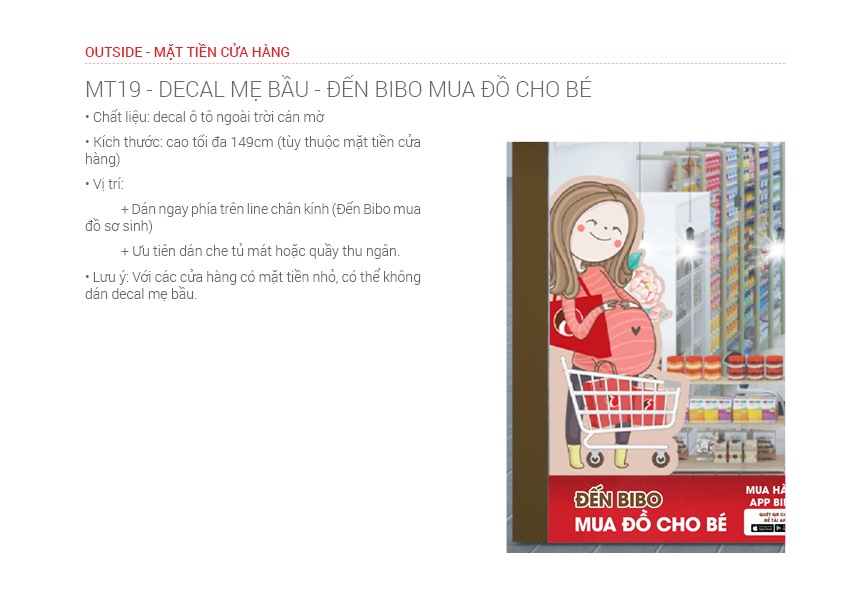 OUTSIDE - MẶT TIỀN CỬA HÀNG
MT19 - DECAL MẸ BẦU - ĐẾN BIBO MUA ĐỒ CHO BÉ
• Chất liệu: decal ô tô ngoài trời cán mờ
• Kích thước: cao tối đa 149cm (tùy thuộc mặt tiền cửa
hàng)
• Vị trí:
+ Dán ngay phía trên line chân kính (Đến Bibo mua
đồ sơ sinh)
+ Ưu tiên dán che tủ mát hoặc quầy thu ngân.
• Lưu ý: Với các cửa hàng có mặt tiền nhỏ, có thể không
dán decal mẹ bầu.
ĐẾN BIBO
MUA ĐỒ CHO BÉ
MUA HÀ
APP BI
QUÉT QR C
ĐỂ TẢI A